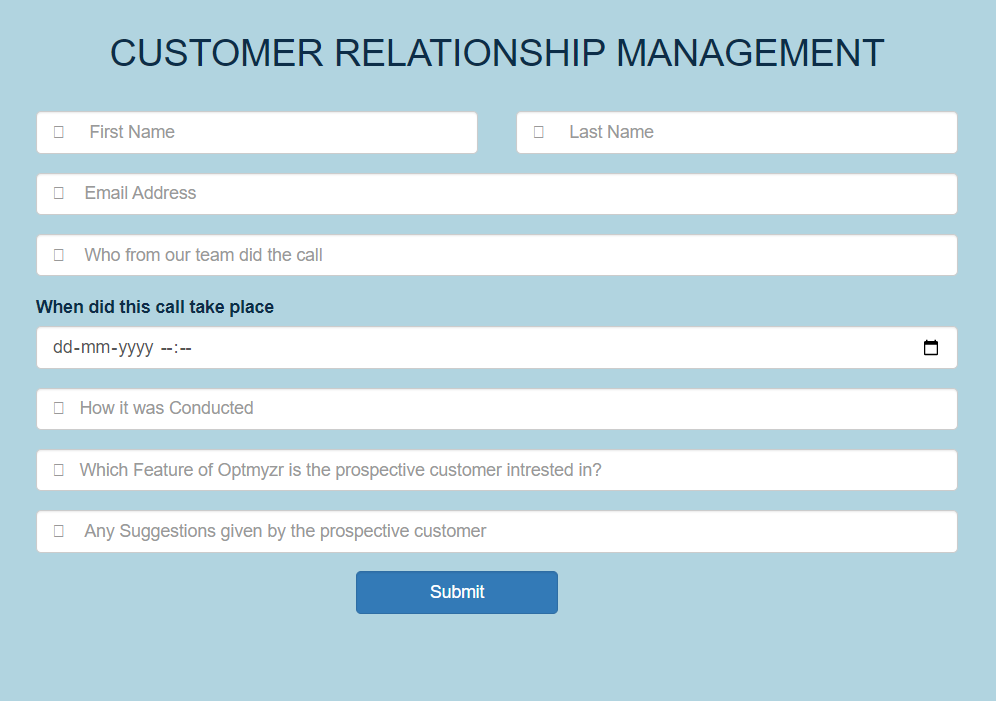 CUSTOMER RELATIONSHIP MANAGEMENT
First Name
Last Name
Email Address
Who from our team did the call
When did this call take place
dd-mm-yyyy --:--
How it was Conducted
Which Feature of Optmyzr is the prospective customer intrested in?
Any Suggestions given by the prospective customer
Submit